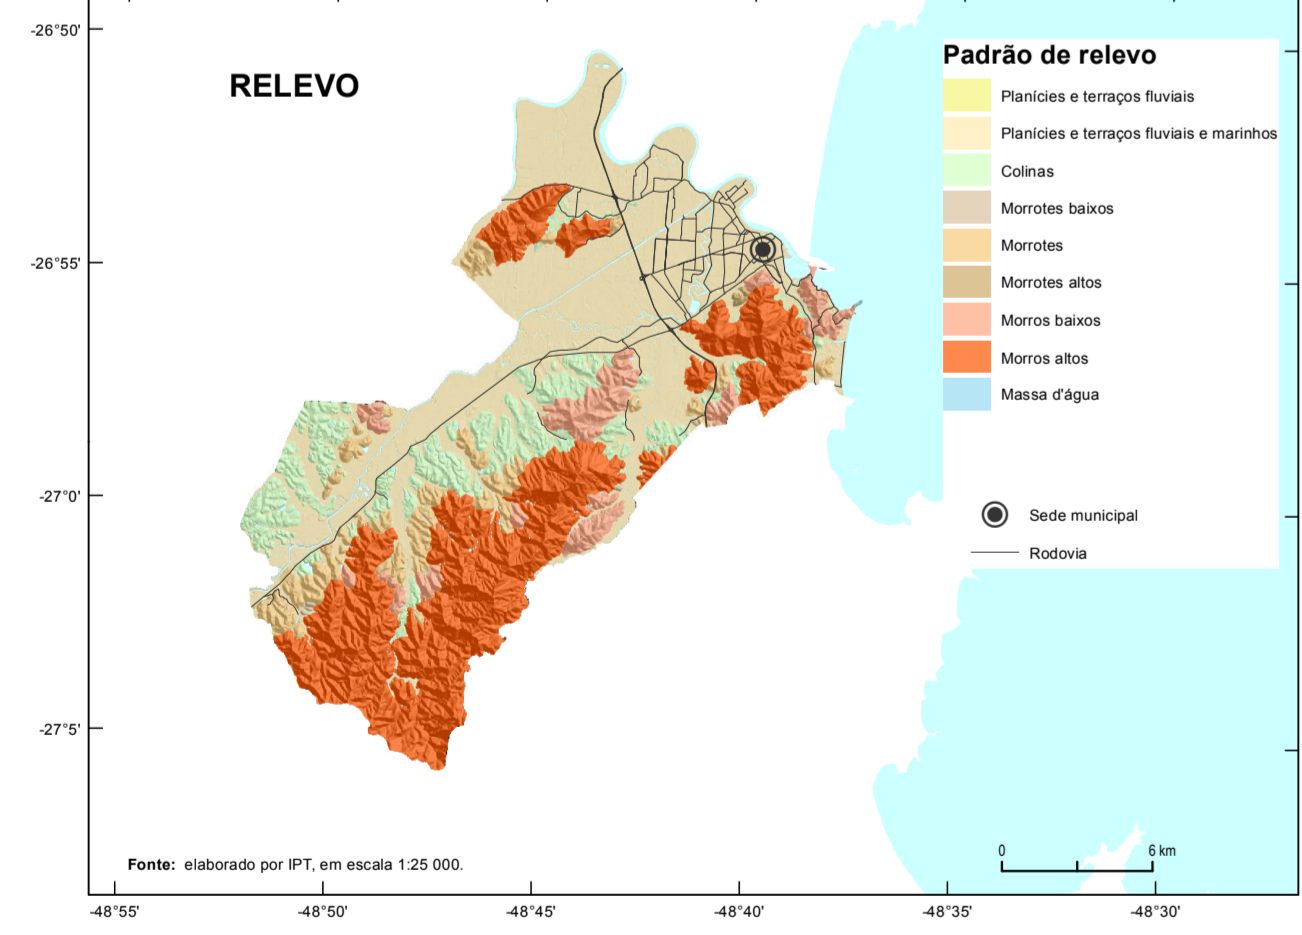 -26°50'
RELEVO
Padrão de relevo
Planícies e terraços fluviais
Planícies e terraços fluviais e marinhos
Colinas
Morrotes baixos
Morrotes
-26°55'
Morrotes altos
Morros baixos
Morros altos
Massa d'água
-27°0'
Sede municipal
Rodovia
-27°5'
0 6 km
Fonte: elaborado por IPT, em escala 1:25 000.
-48°55' -48°50' -48°45' -48°40' -48°35' -48°30'